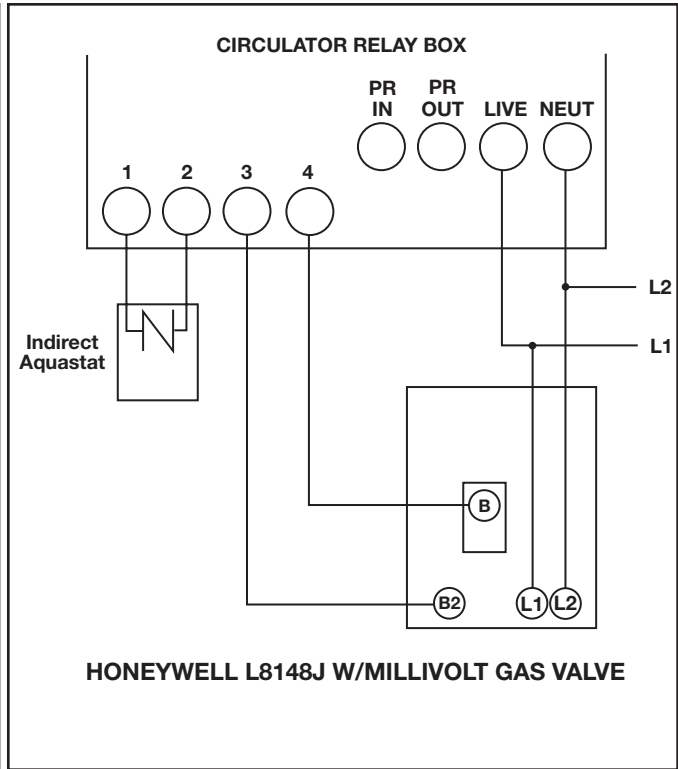 CIRCULATOR RELAY BOX
PR
IN
PR
OUT
LIVE
NEUT
1
2
3
4
Indirect
Aquastat
L2
L1
B
B2
L1
L2
HONEYWELL L8148J W/MILLIVOLT GAS VALVE